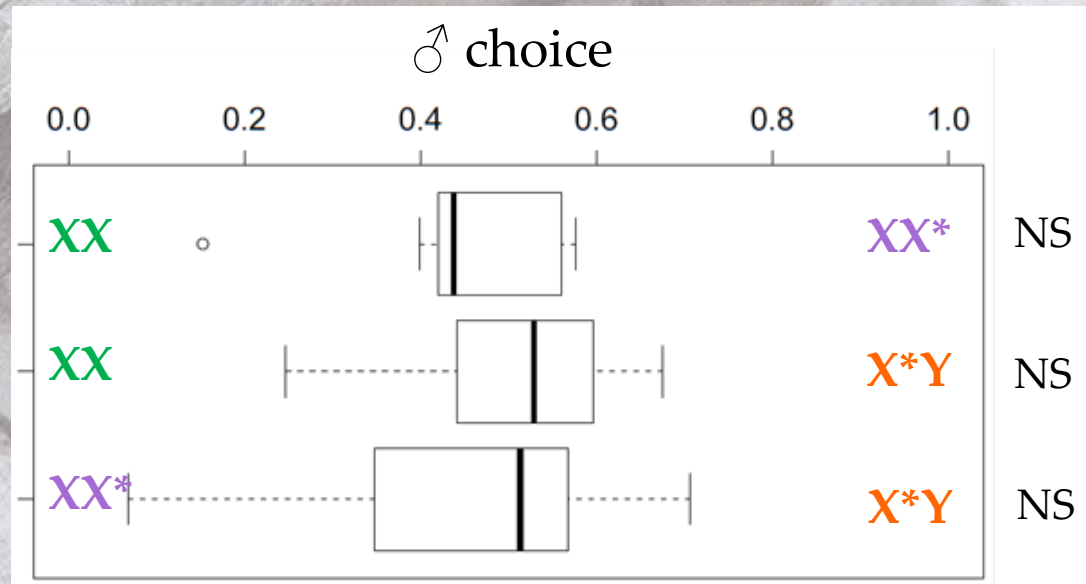 ♂ choice
0.0 0.2 0.4 0.6 0.8 1.0
XX XX* NS
XX X*Y NS
XX* X*Y NS